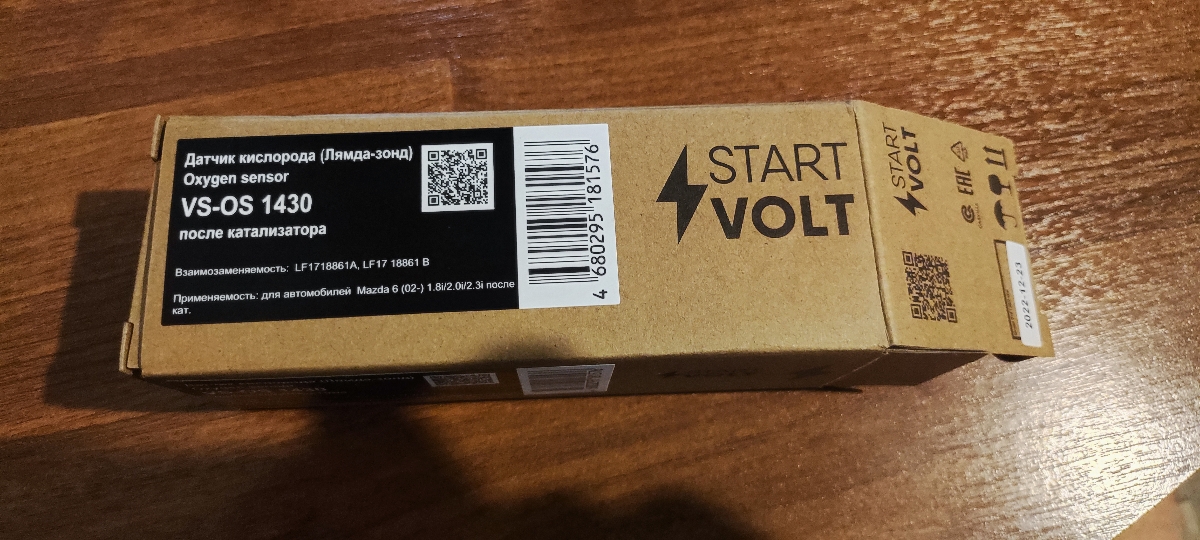 Датчик кислорода (Лямда-зонд)
Oxygen sensor
VS-OS 1430
после катализатора
Взаимозаменяемость: LF1718861A, LF17 18861 B
Применяемость: для автомобилей Mazda 6 (02-) 1.8i/2.0i/2.3i после
кат.
4 680295 181576
START
VOLT
START
VOLT
EAC
2022-12-23